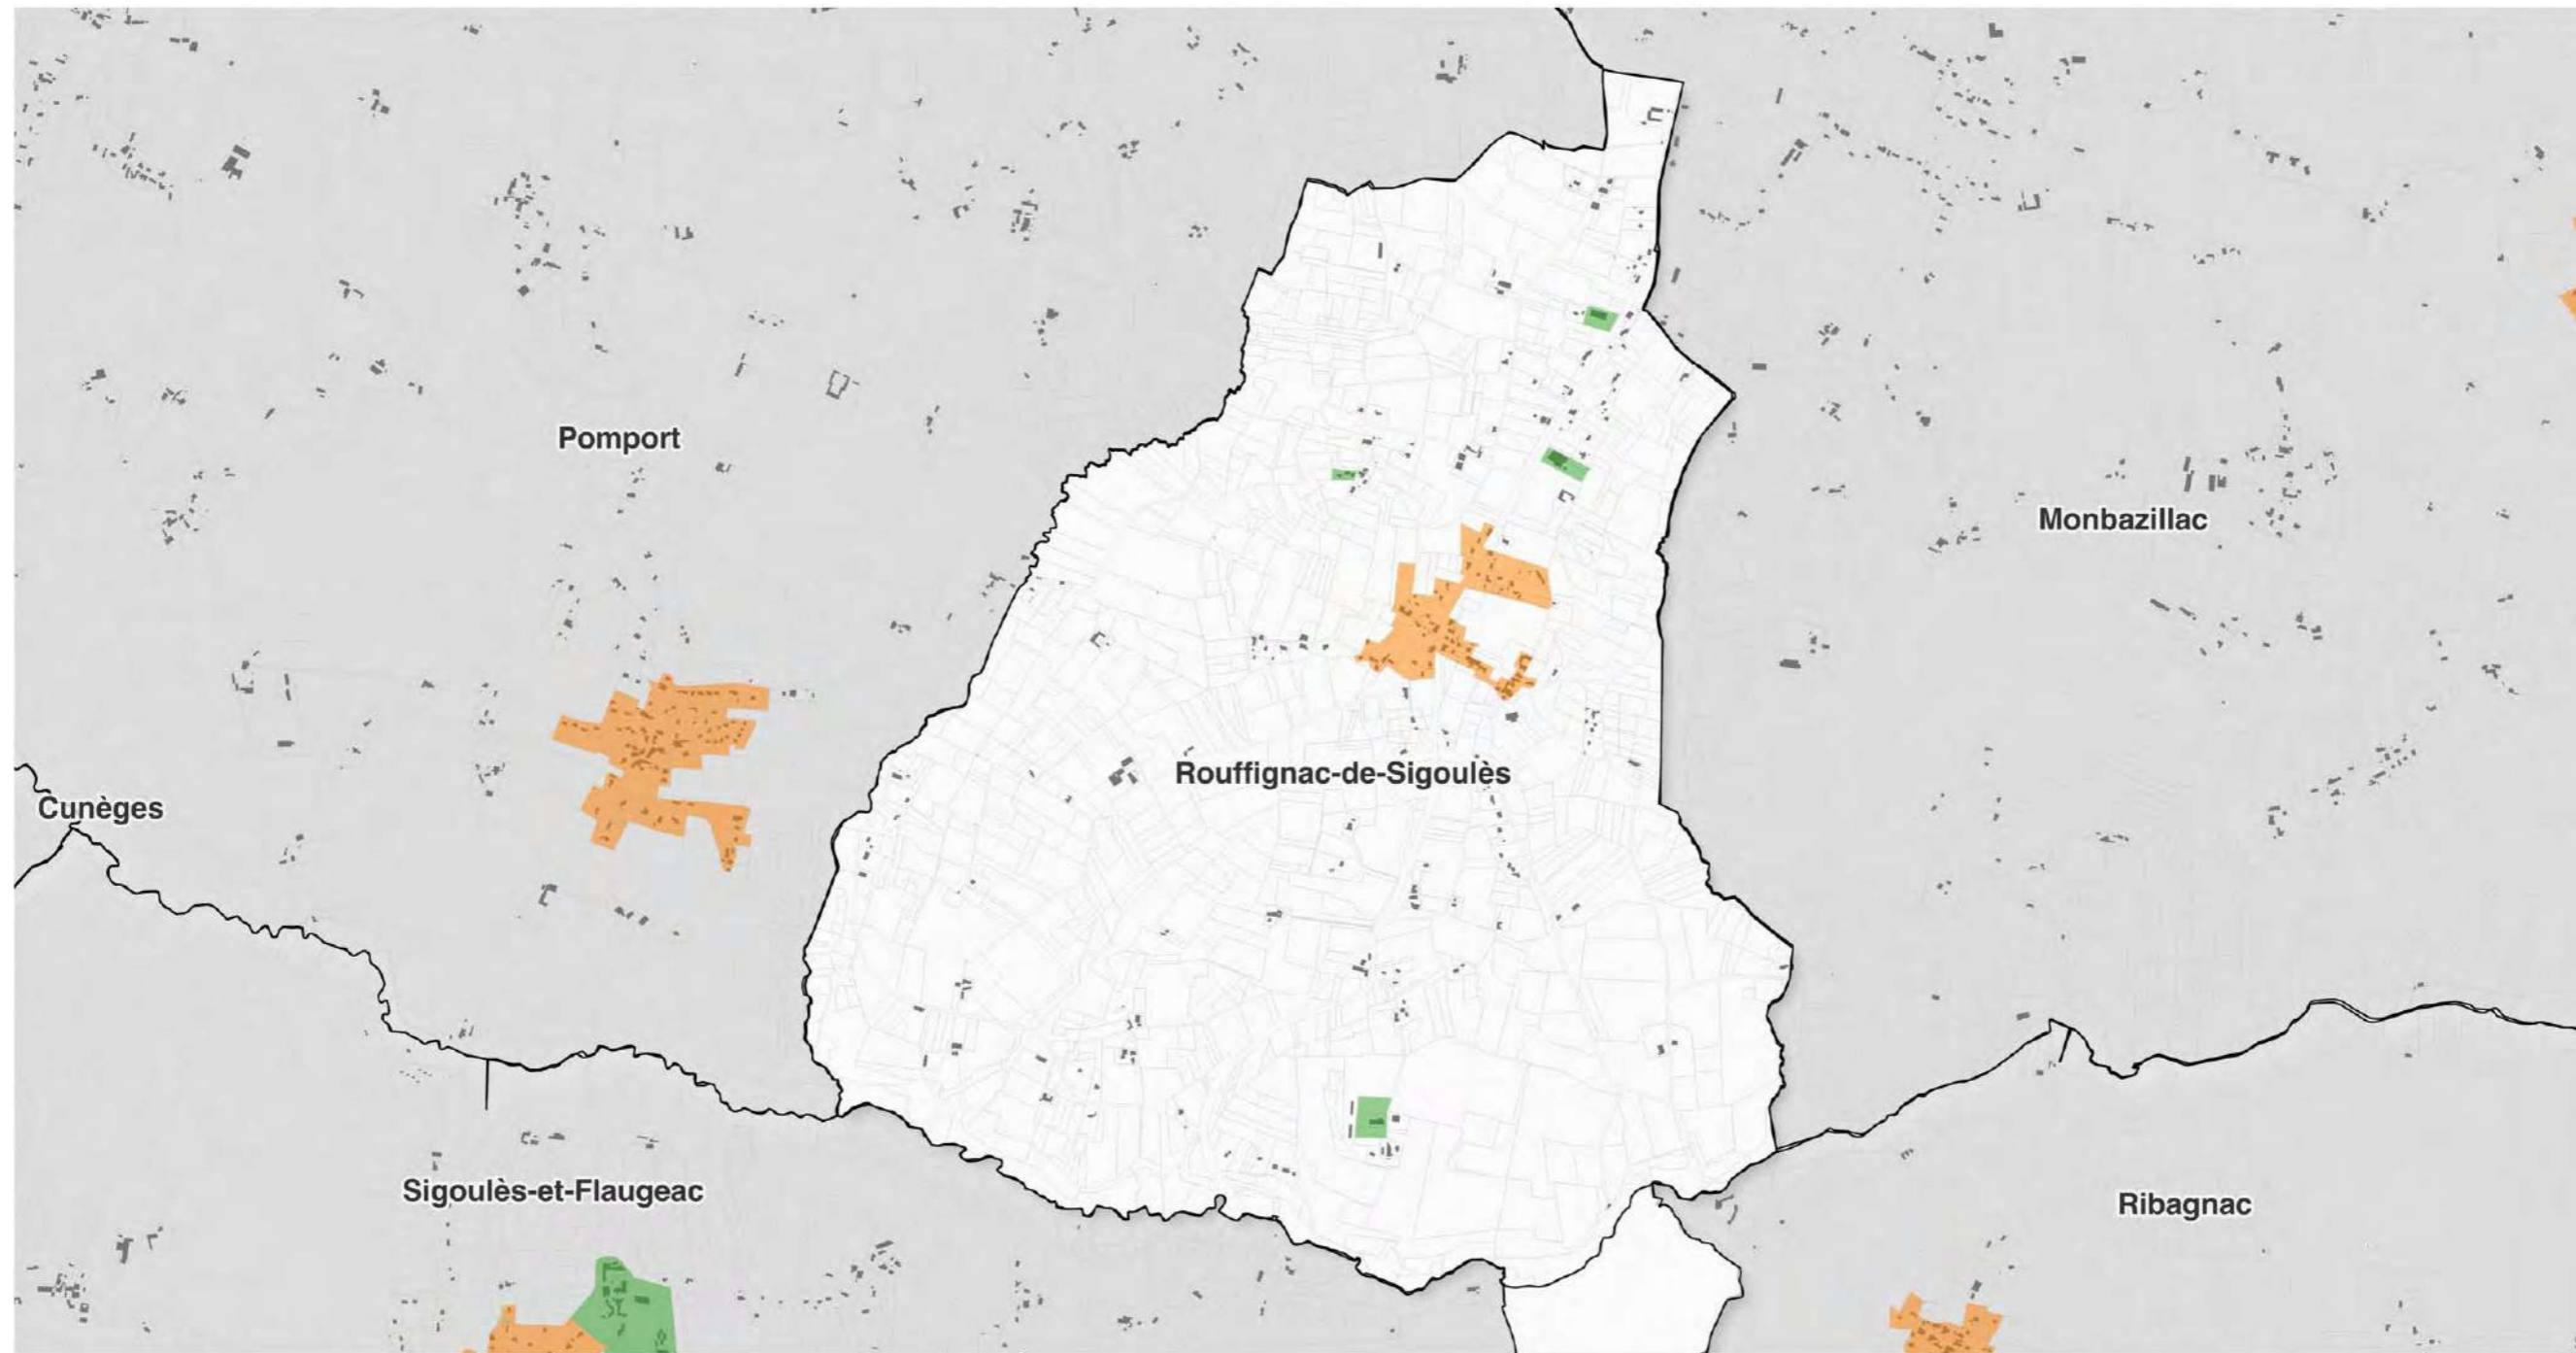 Pomport
Monbazillac
Rouffignac-de-Sigoulès
Cunèges
Sigoulès-et-Flaugeac
Ribagnac